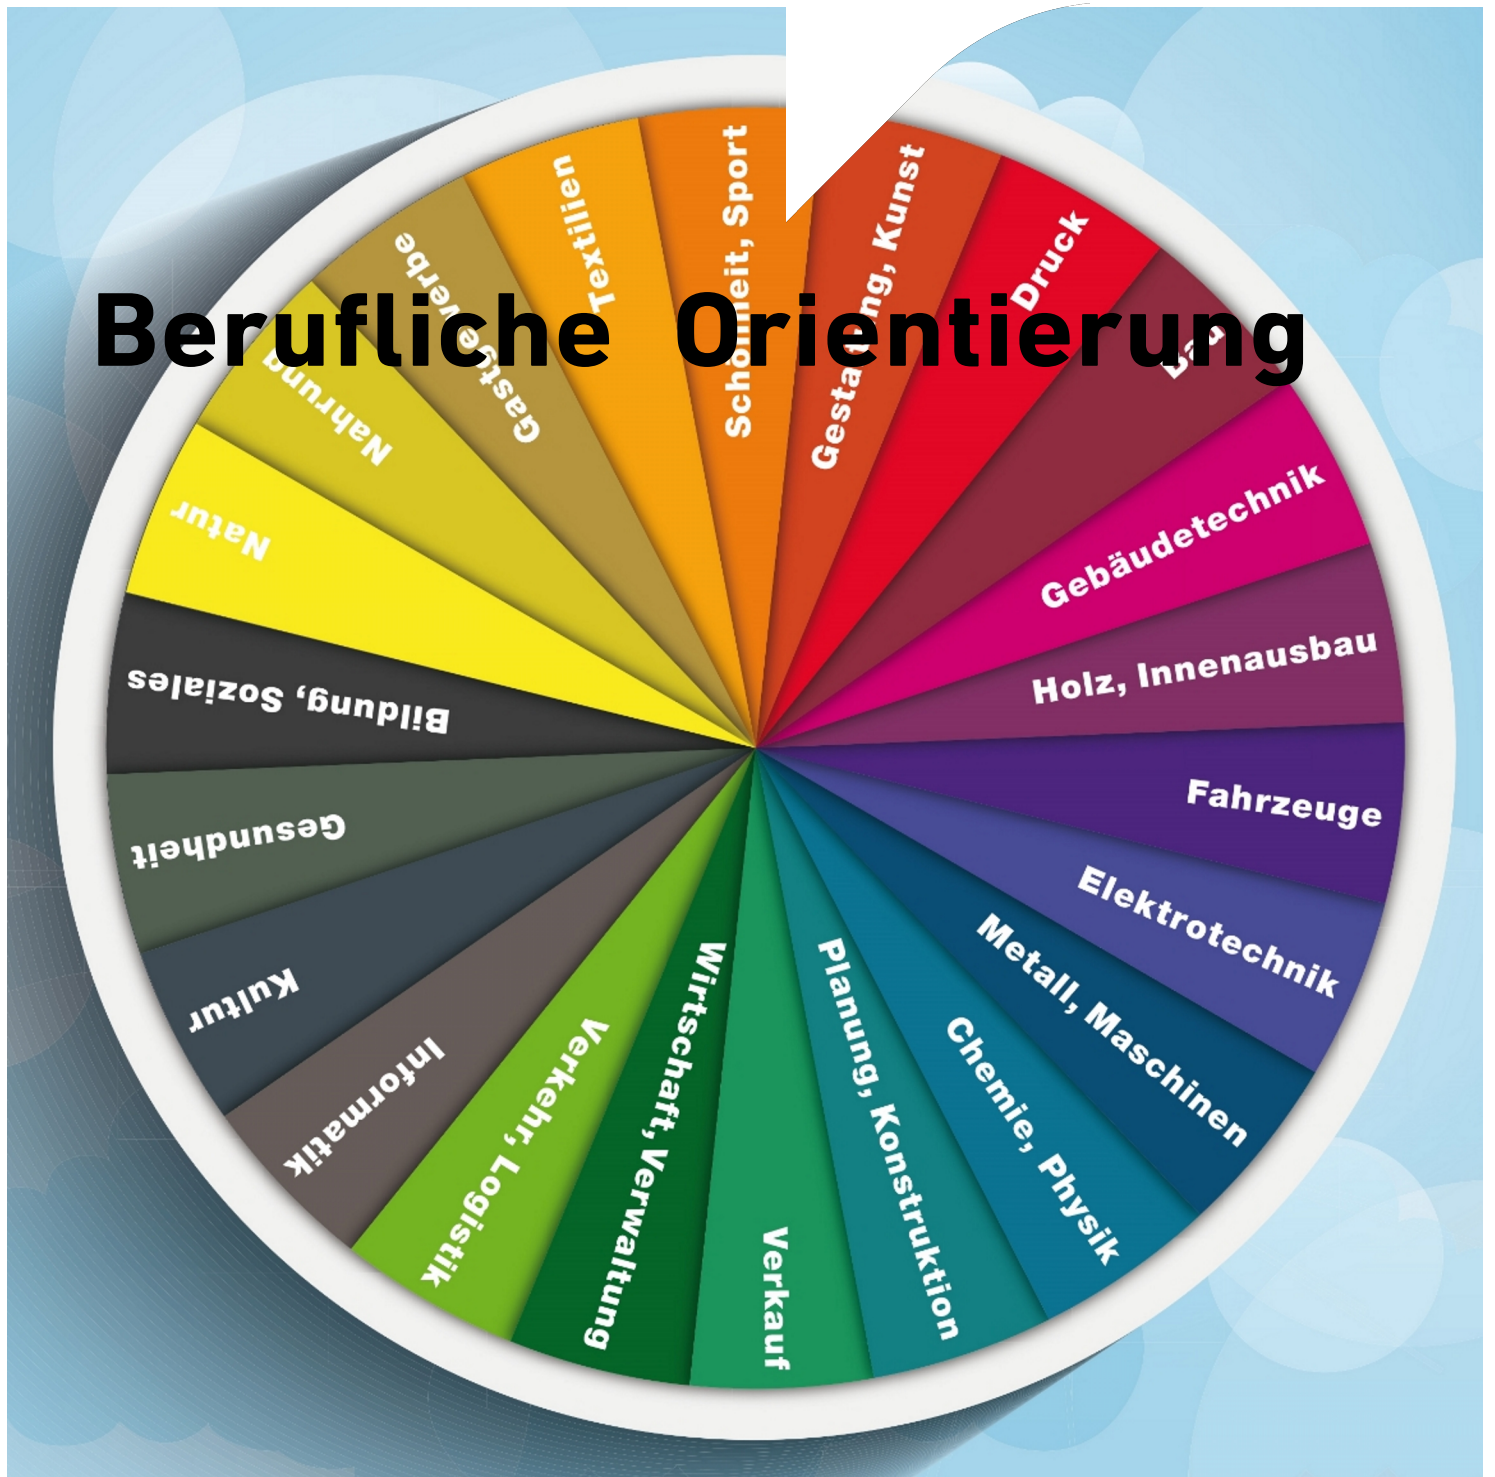 Berufliche Orientierung
Schönheit, Sport
Gestaltung, Kunst
Druck
Bau
Gebäudetechnik
Holz, Innenausbau
Fahrzeuge
Elektrotechnik
Metall, Maschinen
Chemie, Physik
Planung, Konstruktion
Verkauf
Wirtschaft, Verwaltung
Verkehr, Logistik
Informatik
Kultur
Gesundheit
Bildung, Soziales
Natur
Nahrung
Gastgewerbe
Textilien